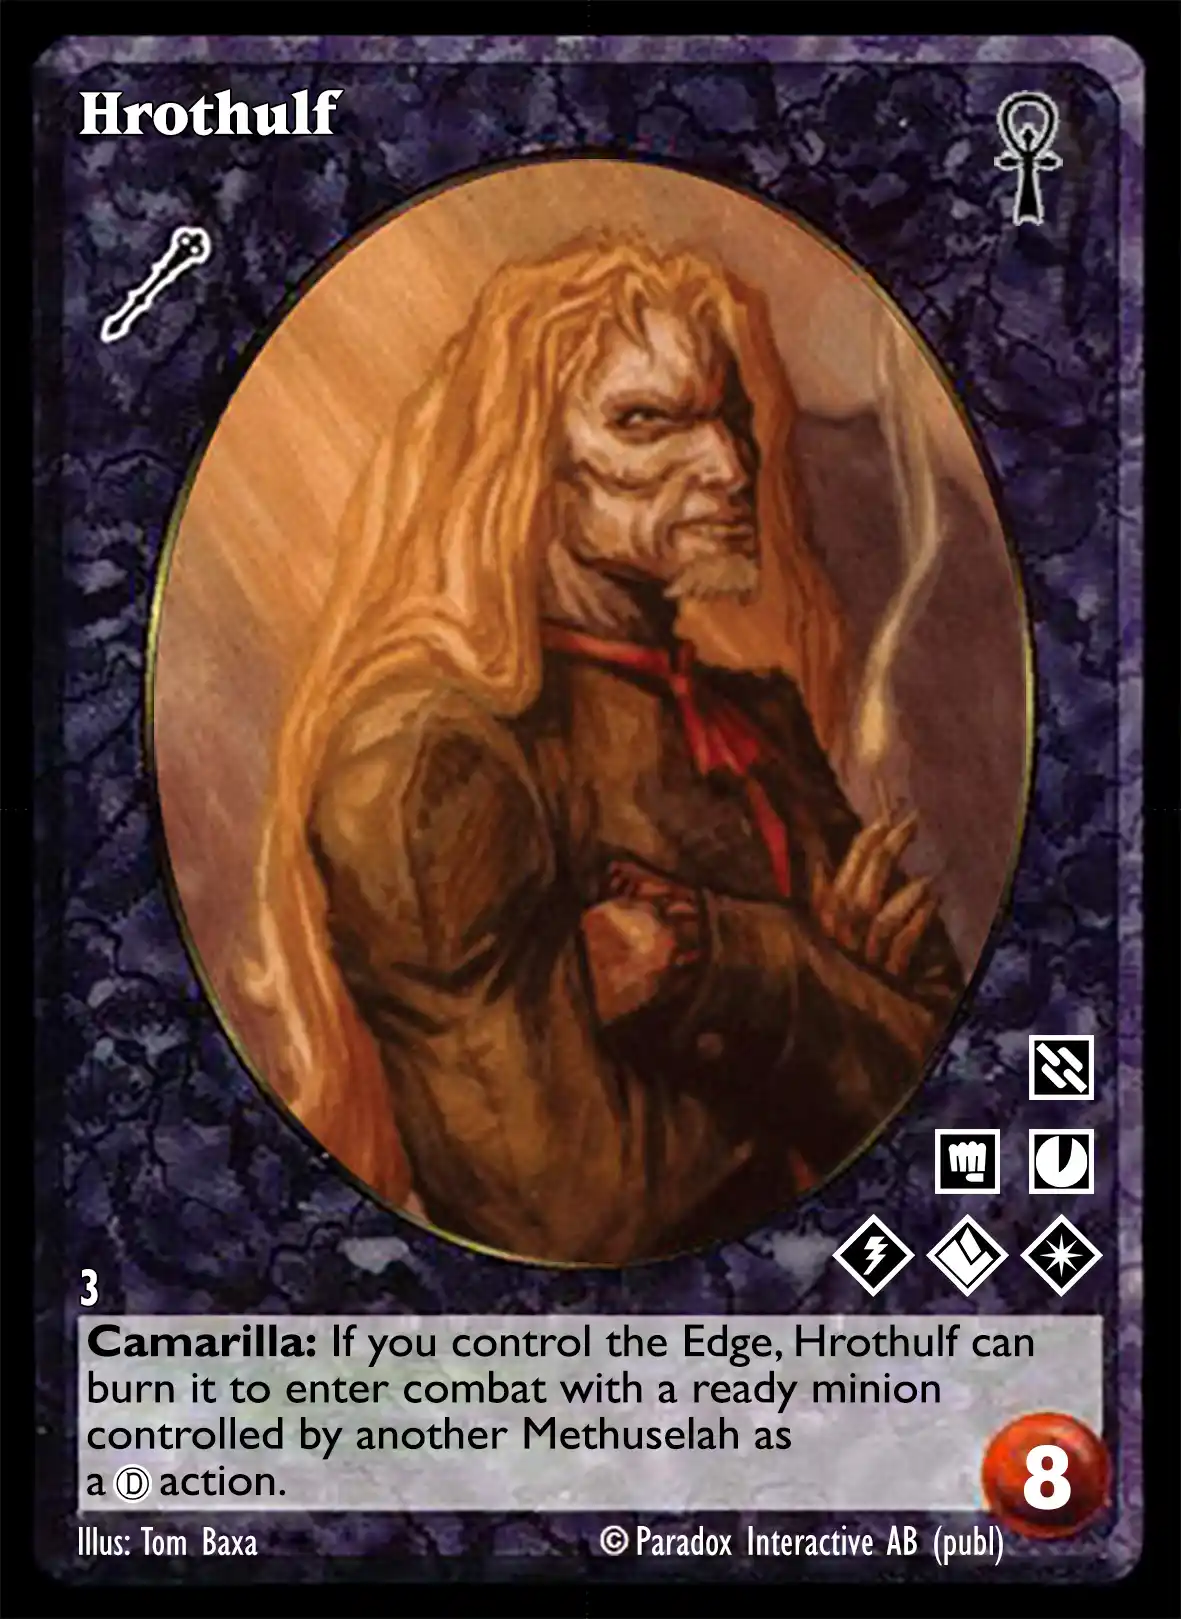 Hrothulf
3
Camarilla: If you control the Edge, Hrothulf can
burn it to enter combat with a ready minion
controlled by another Methuselah as
a Ⓓ action.
8
Illus: Tom Baxa
© Paradox Interactive AB (publ)